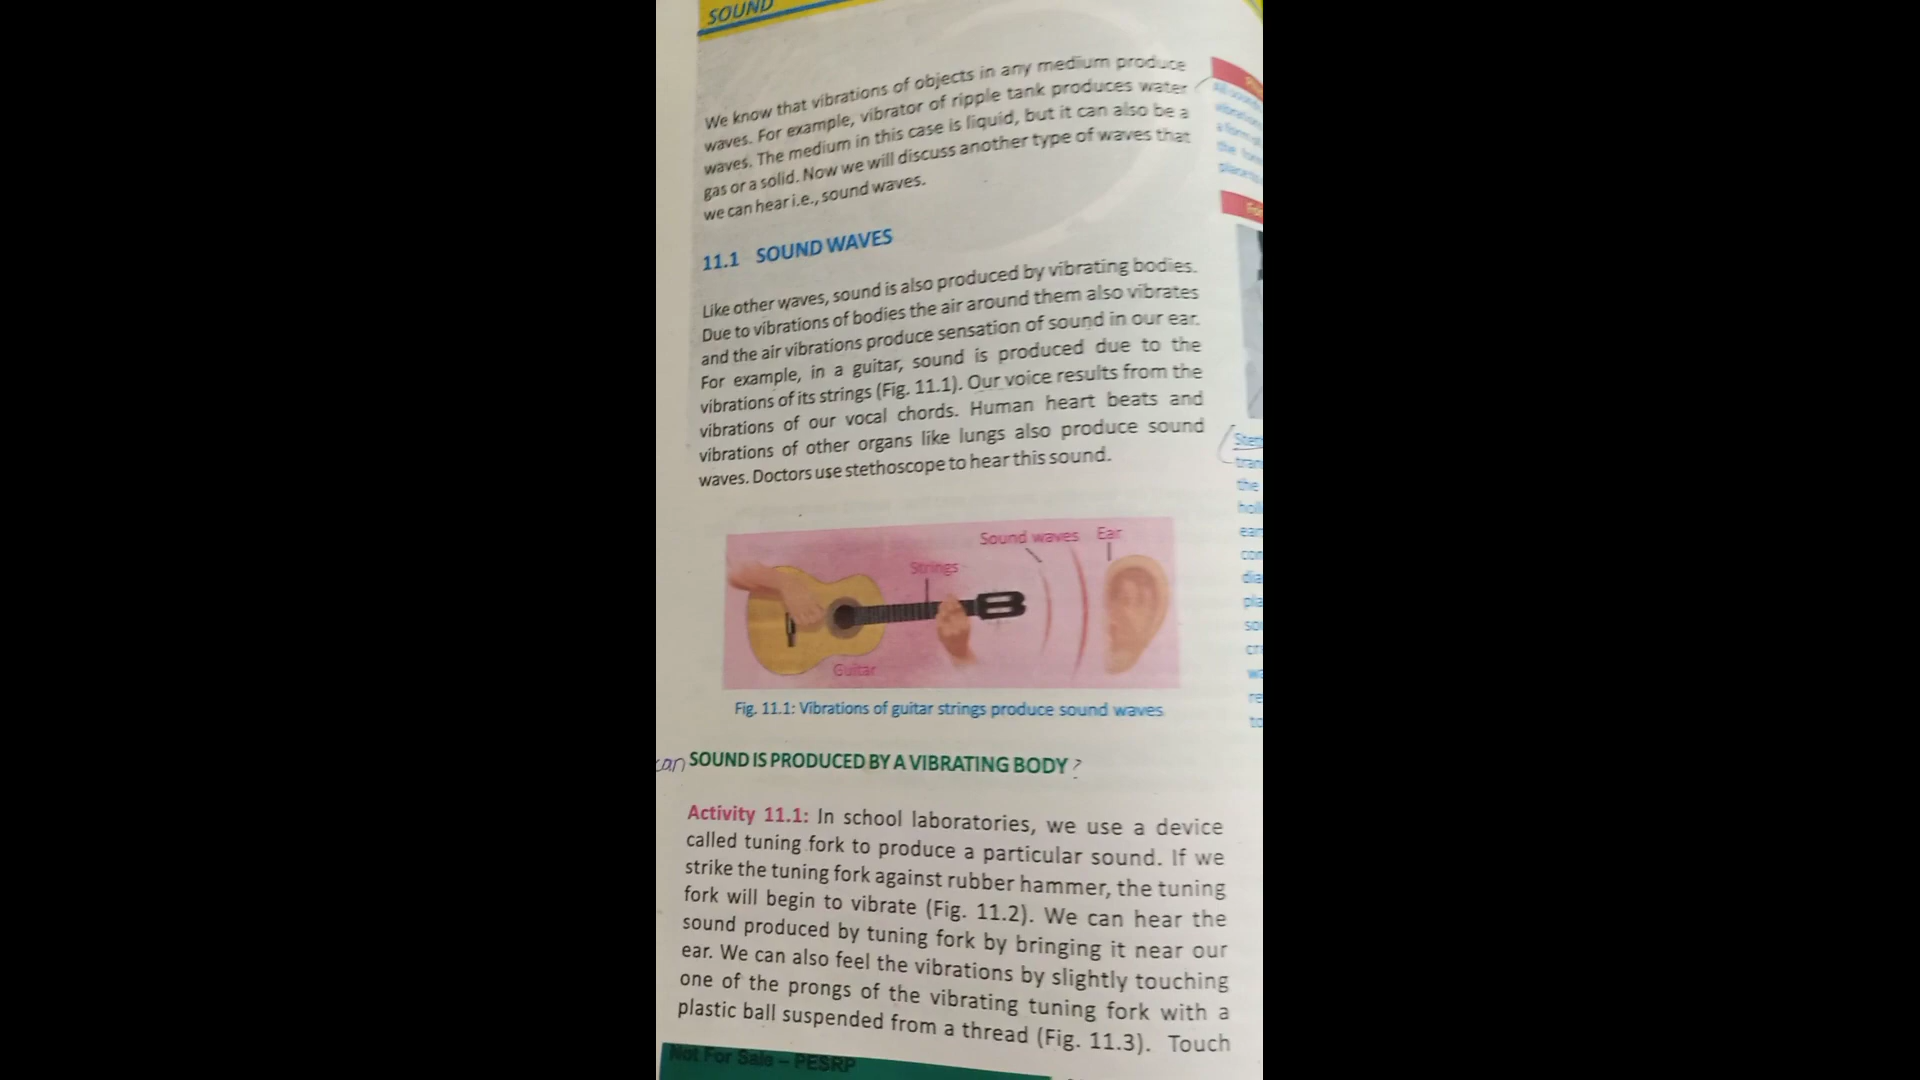 SOUND
We know that vibrations of objects in any medium produce
waves. For example, vibrator of ripple tank produces water
waves. The medium in this case is liquid, but it can also be a
gas or a solid. Now we will discuss another type of waves that
we can hear i.e., sound waves.
11.1 SOUND WAVES
Like other waves, sound is also produced by vibrating bodies.
Due to vibrations of bodies the air around them also vibrates
and the air vibrations produce sensation of sound in our ear.
For example, in a guitar, sound is produced due to the
vibrations of its strings (Fig. 11.1). Our voice results from the
vibrations of our vocal chords. Human heart beats and
vibrations of other organs like lungs also produce sound
waves. Doctors use stethoscope to hear this sound.
Sound waves Ear
Strings
Guitar
Fig. 11.1: Vibrations of guitar strings produce sound waves
can SOUND IS PRODUCED BY A VIBRATING BODY ?
Activity 11.1: In school laboratories, we use a device
called tuning fork to produce a particular sound. If we
strike the tuning fork against rubber hammer, the tuning
fork will begin to vibrate (Fig. 11.2). We can hear the
sound produced by tuning fork by bringing it near our
ear. We can also feel the vibrations by slightly touching
one of the prongs of the vibrating tuning fork with a
plastic ball suspended from a thread (Fig. 11.3). Touch
Not For Sale – PESRP
the